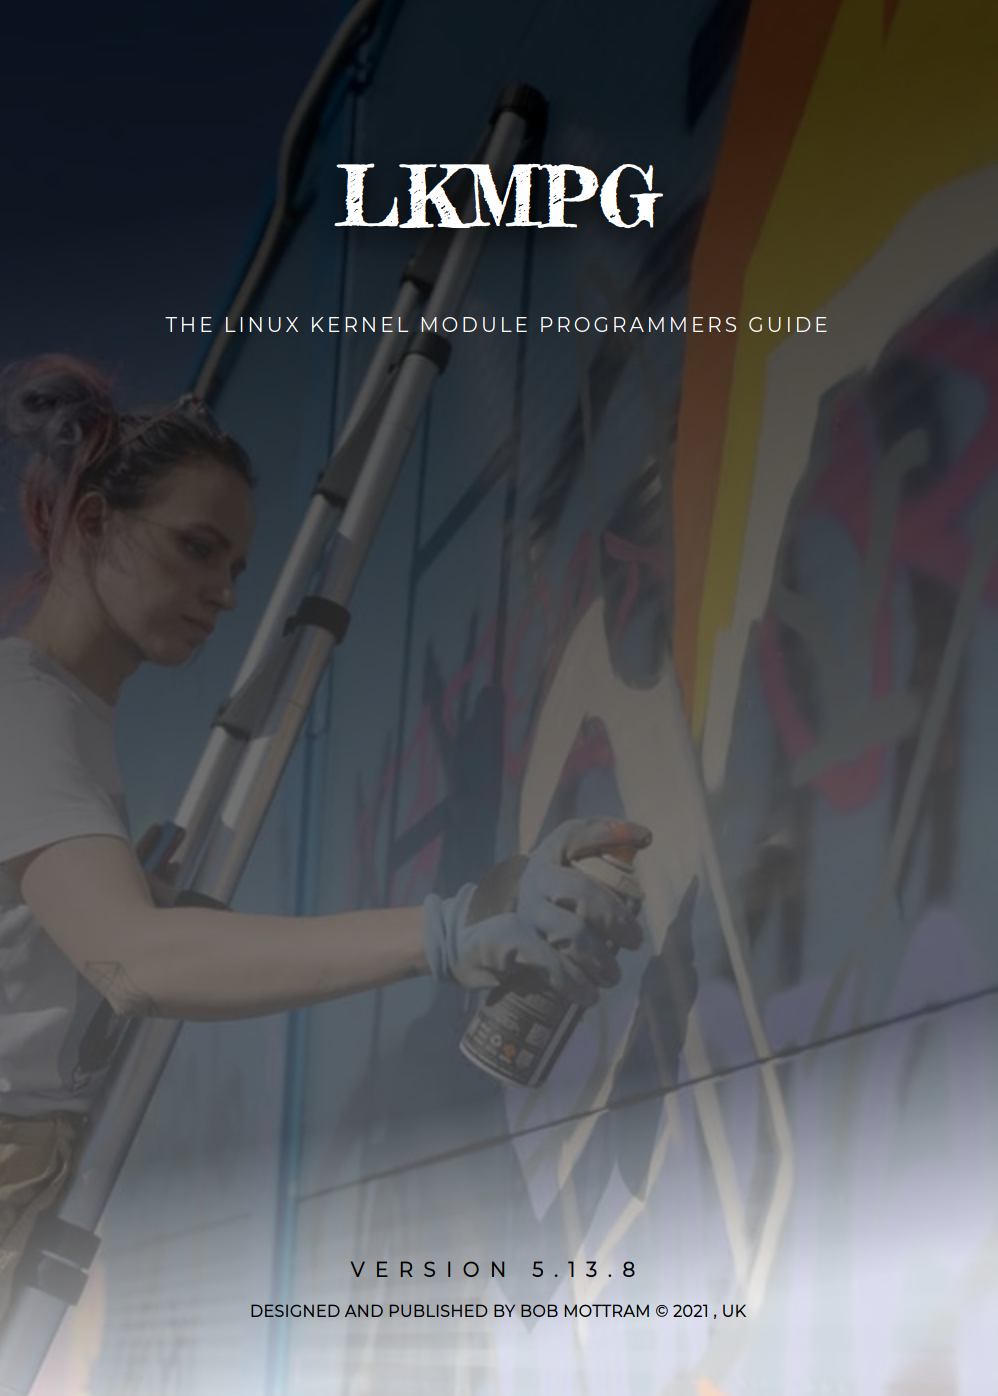 LKMPG
THE LINUX KERNEL MODULE PROGRAMMERS GUIDE
VERSION 5.13.8
DESIGNED AND PUBLISHED BY BOB MOTTRAM © 2021 , UK